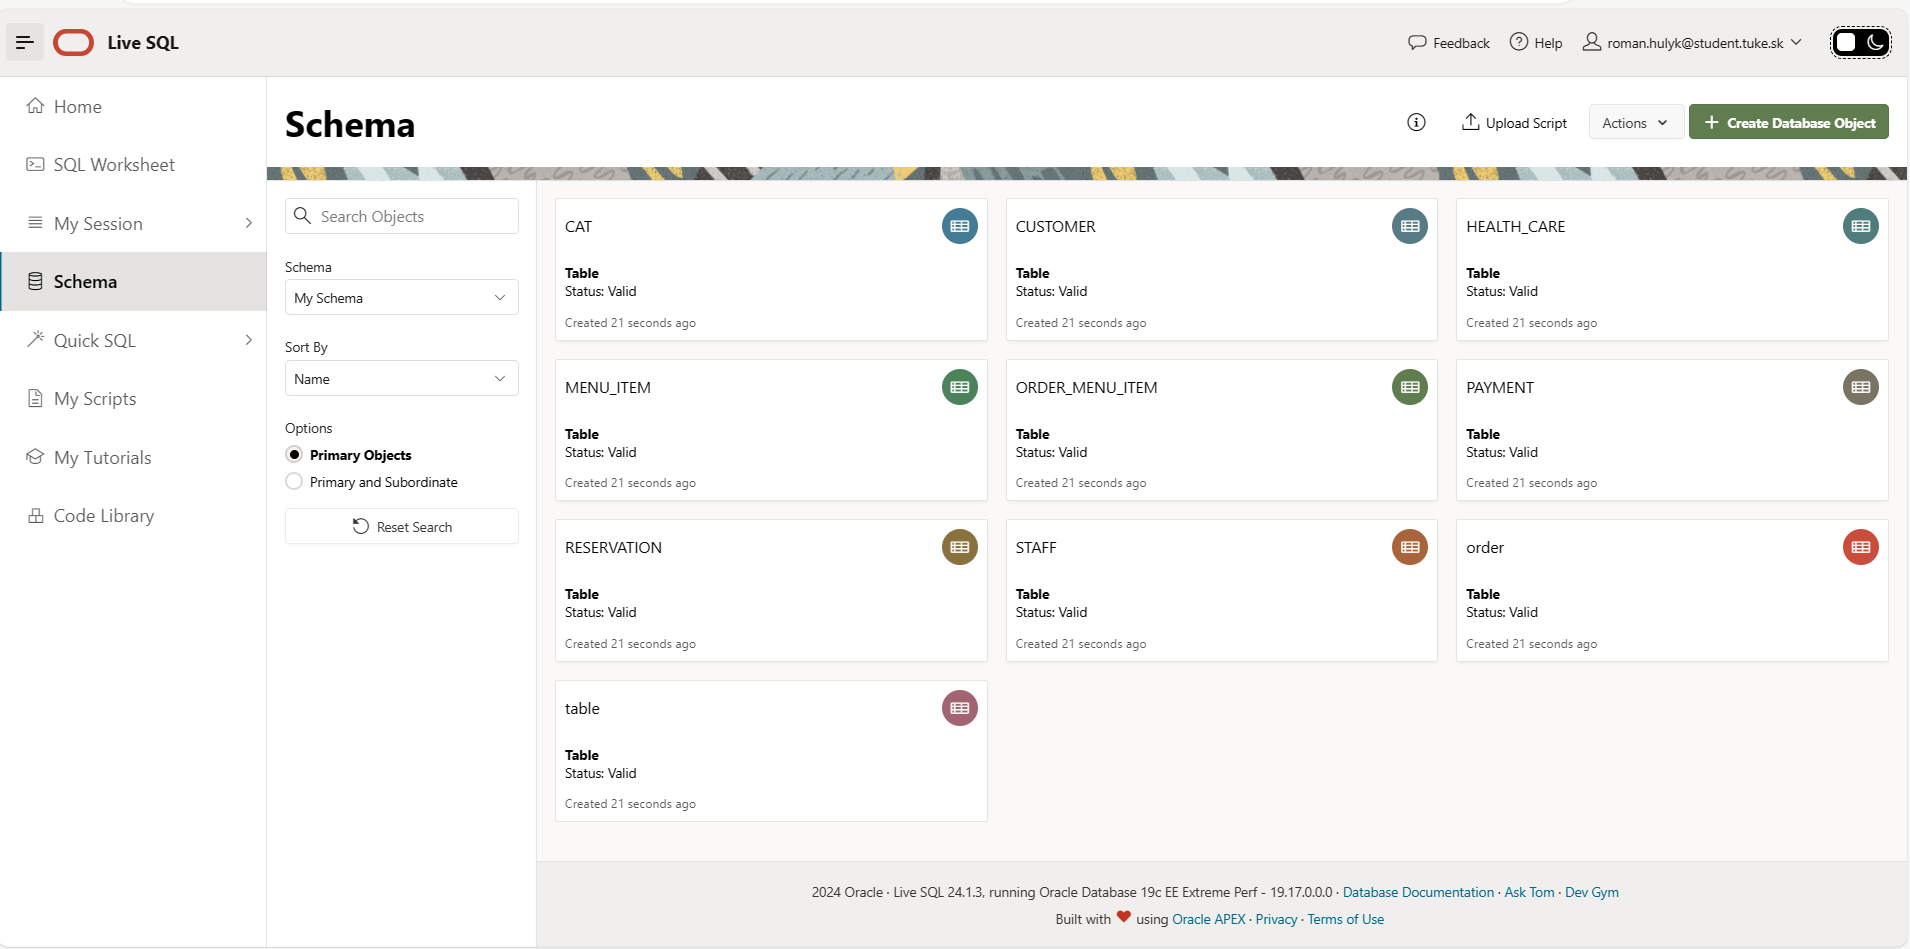 Live SQL
Feedback
Help
roman.hulyk@student.tuke.sk
Home
SQL Worksheet
My Session
Schema
Quick SQL
My Scripts
My Tutorials
Code Library
Schema
Upload Script
Actions
Create Database Object
Search Objects
Schema
My Schema
Sort By
Name
Options
Primary Objects
Primary and Subordinate
Reset Search
CAT
Table
Status: Valid
Created 21 seconds ago
CUSTOMER
Table
Status: Valid
Created 21 seconds ago
HEALTH_CARE
Table
Status: Valid
Created 21 seconds ago
MENU_ITEM
Table
Status: Valid
Created 21 seconds ago
ORDER_MENU_ITEM
Table
Status: Valid
Created 21 seconds ago
PAYMENT
Table
Status: Valid
Created 21 seconds ago
RESERVATION
Table
Status: Valid
Created 21 seconds ago
STAFF
Table
Status: Valid
Created 21 seconds ago
order
Table
Status: Valid
Created 21 seconds ago
table
Table
Status: Valid
Created 21 seconds ago
2024 Oracle · Live SQL 24.1.3, running Oracle Database 19c EE Extreme Perf - 19.17.0.0.0 · Database Documentation · Ask Tom · Dev Gym
Built with ❤ using Oracle APEX · Privacy · Terms of Use